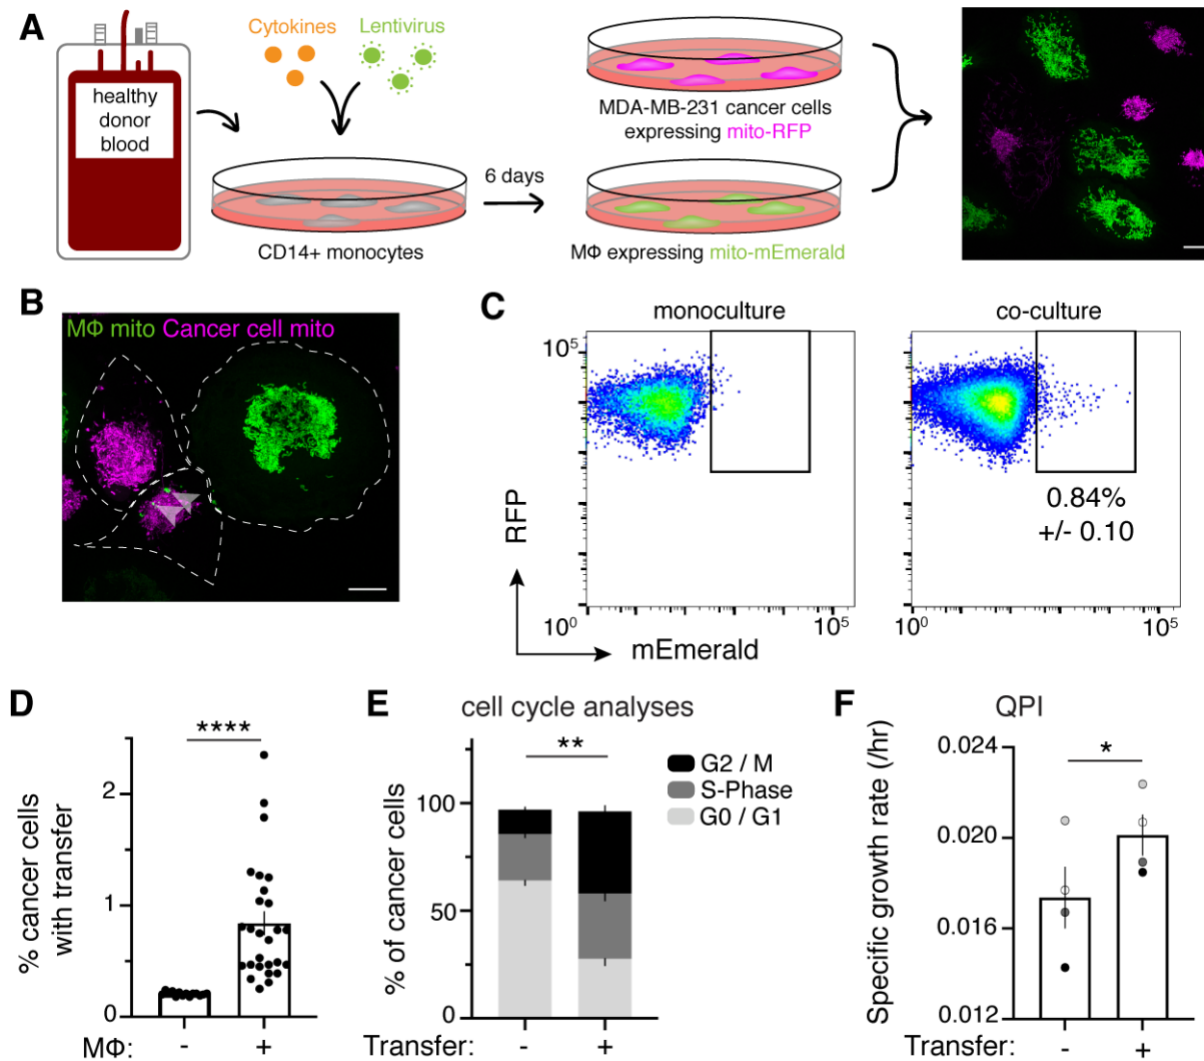 A
healthy
donor
blood
Cytokines
Lentivirus
CD14+ monocytes
6 days
MDA-MB-231 cancer cells
expressing mito-RFP
MΦ expressing mito-mEmerald
B
MΦ mito Cancer cell mito
C
monoculture
co-culture
10⁵
0.84%
+/- 0.10
RFP
10⁰
10⁵
10⁰
10⁵
mEmerald
D
****
% cancer cells
with transfer
2
1
0
MΦ:
-
+
E
cell cycle analyses
**
G2 / M
S-Phase
G0 / G1
% of cancer cells
100
50
0
Transfer:
-
+
F
QPI
*
Specific growth rate (/hr)
0.024
0.020
0.016
0.012
Transfer:
-
+